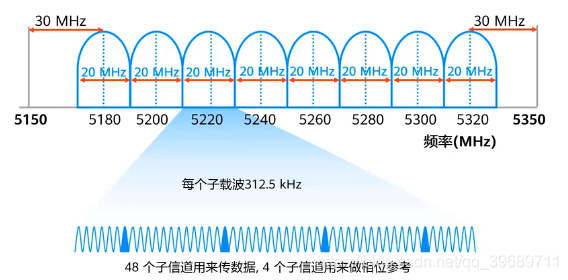 30 MHz 30 MHz
20 MHz 20 MHz 20 MHz 20 MHz 20 MHz 20 MHz 20 MHz 20 MHz
5150 5180 5200 5220 5240 5260 5280 5300 5320 5350
频率(MHz)
每个子载波312.5 kHz
48 个子信道用来传数据, 4 个子信道用来做相位参考